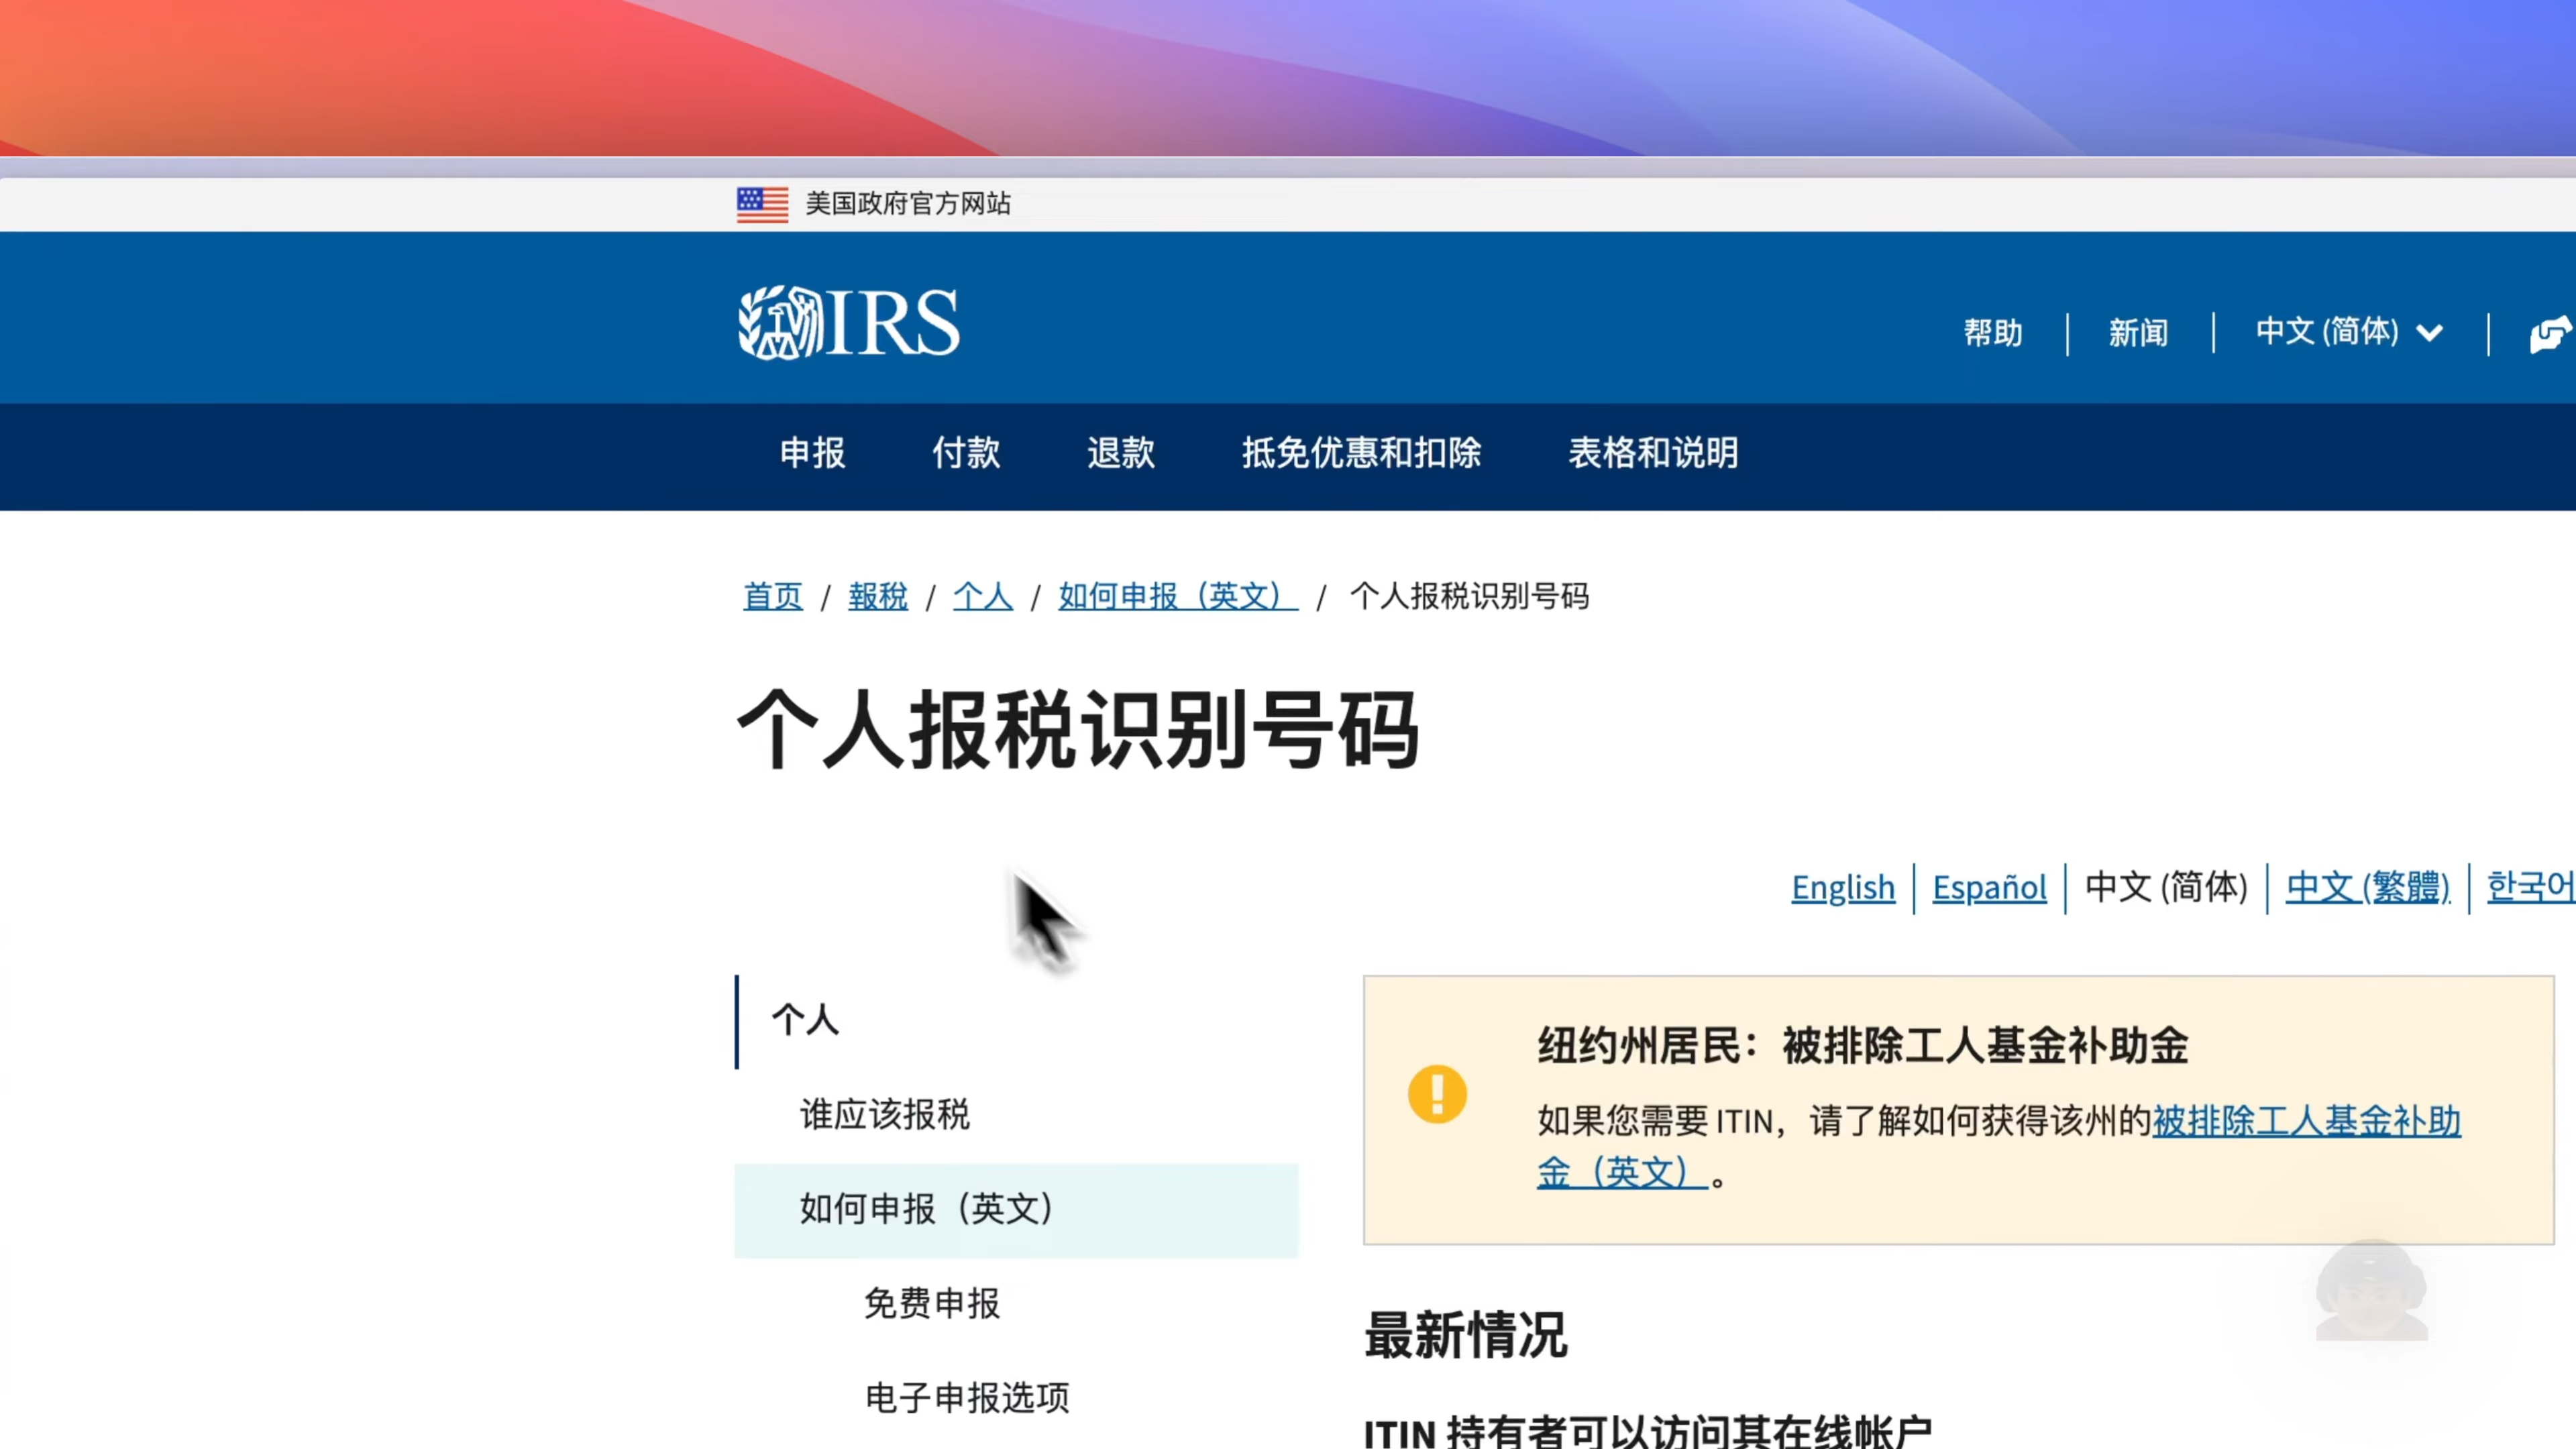 美国政府官方网站
IRS
帮助
新闻
中文 (简体)
申报
付款
退款
抵免优惠和扣除
表格和说明
首页 / 報稅 / 个人 / 如何申报（英文） / 个人报税识别号码
个人报税识别号码
English
Español
中文 (简体)
中文 (繁體)
한국어
个人
谁应该报税
如何申报（英文）
免费申报
电子申报选项
纽约州居民：被排除工人基金补助金
如果您需要 ITIN，请了解如何获得该州的被排除工人基金补助
金（英文）。
最新情况
ITIN 持有者可以访问其在线帐户